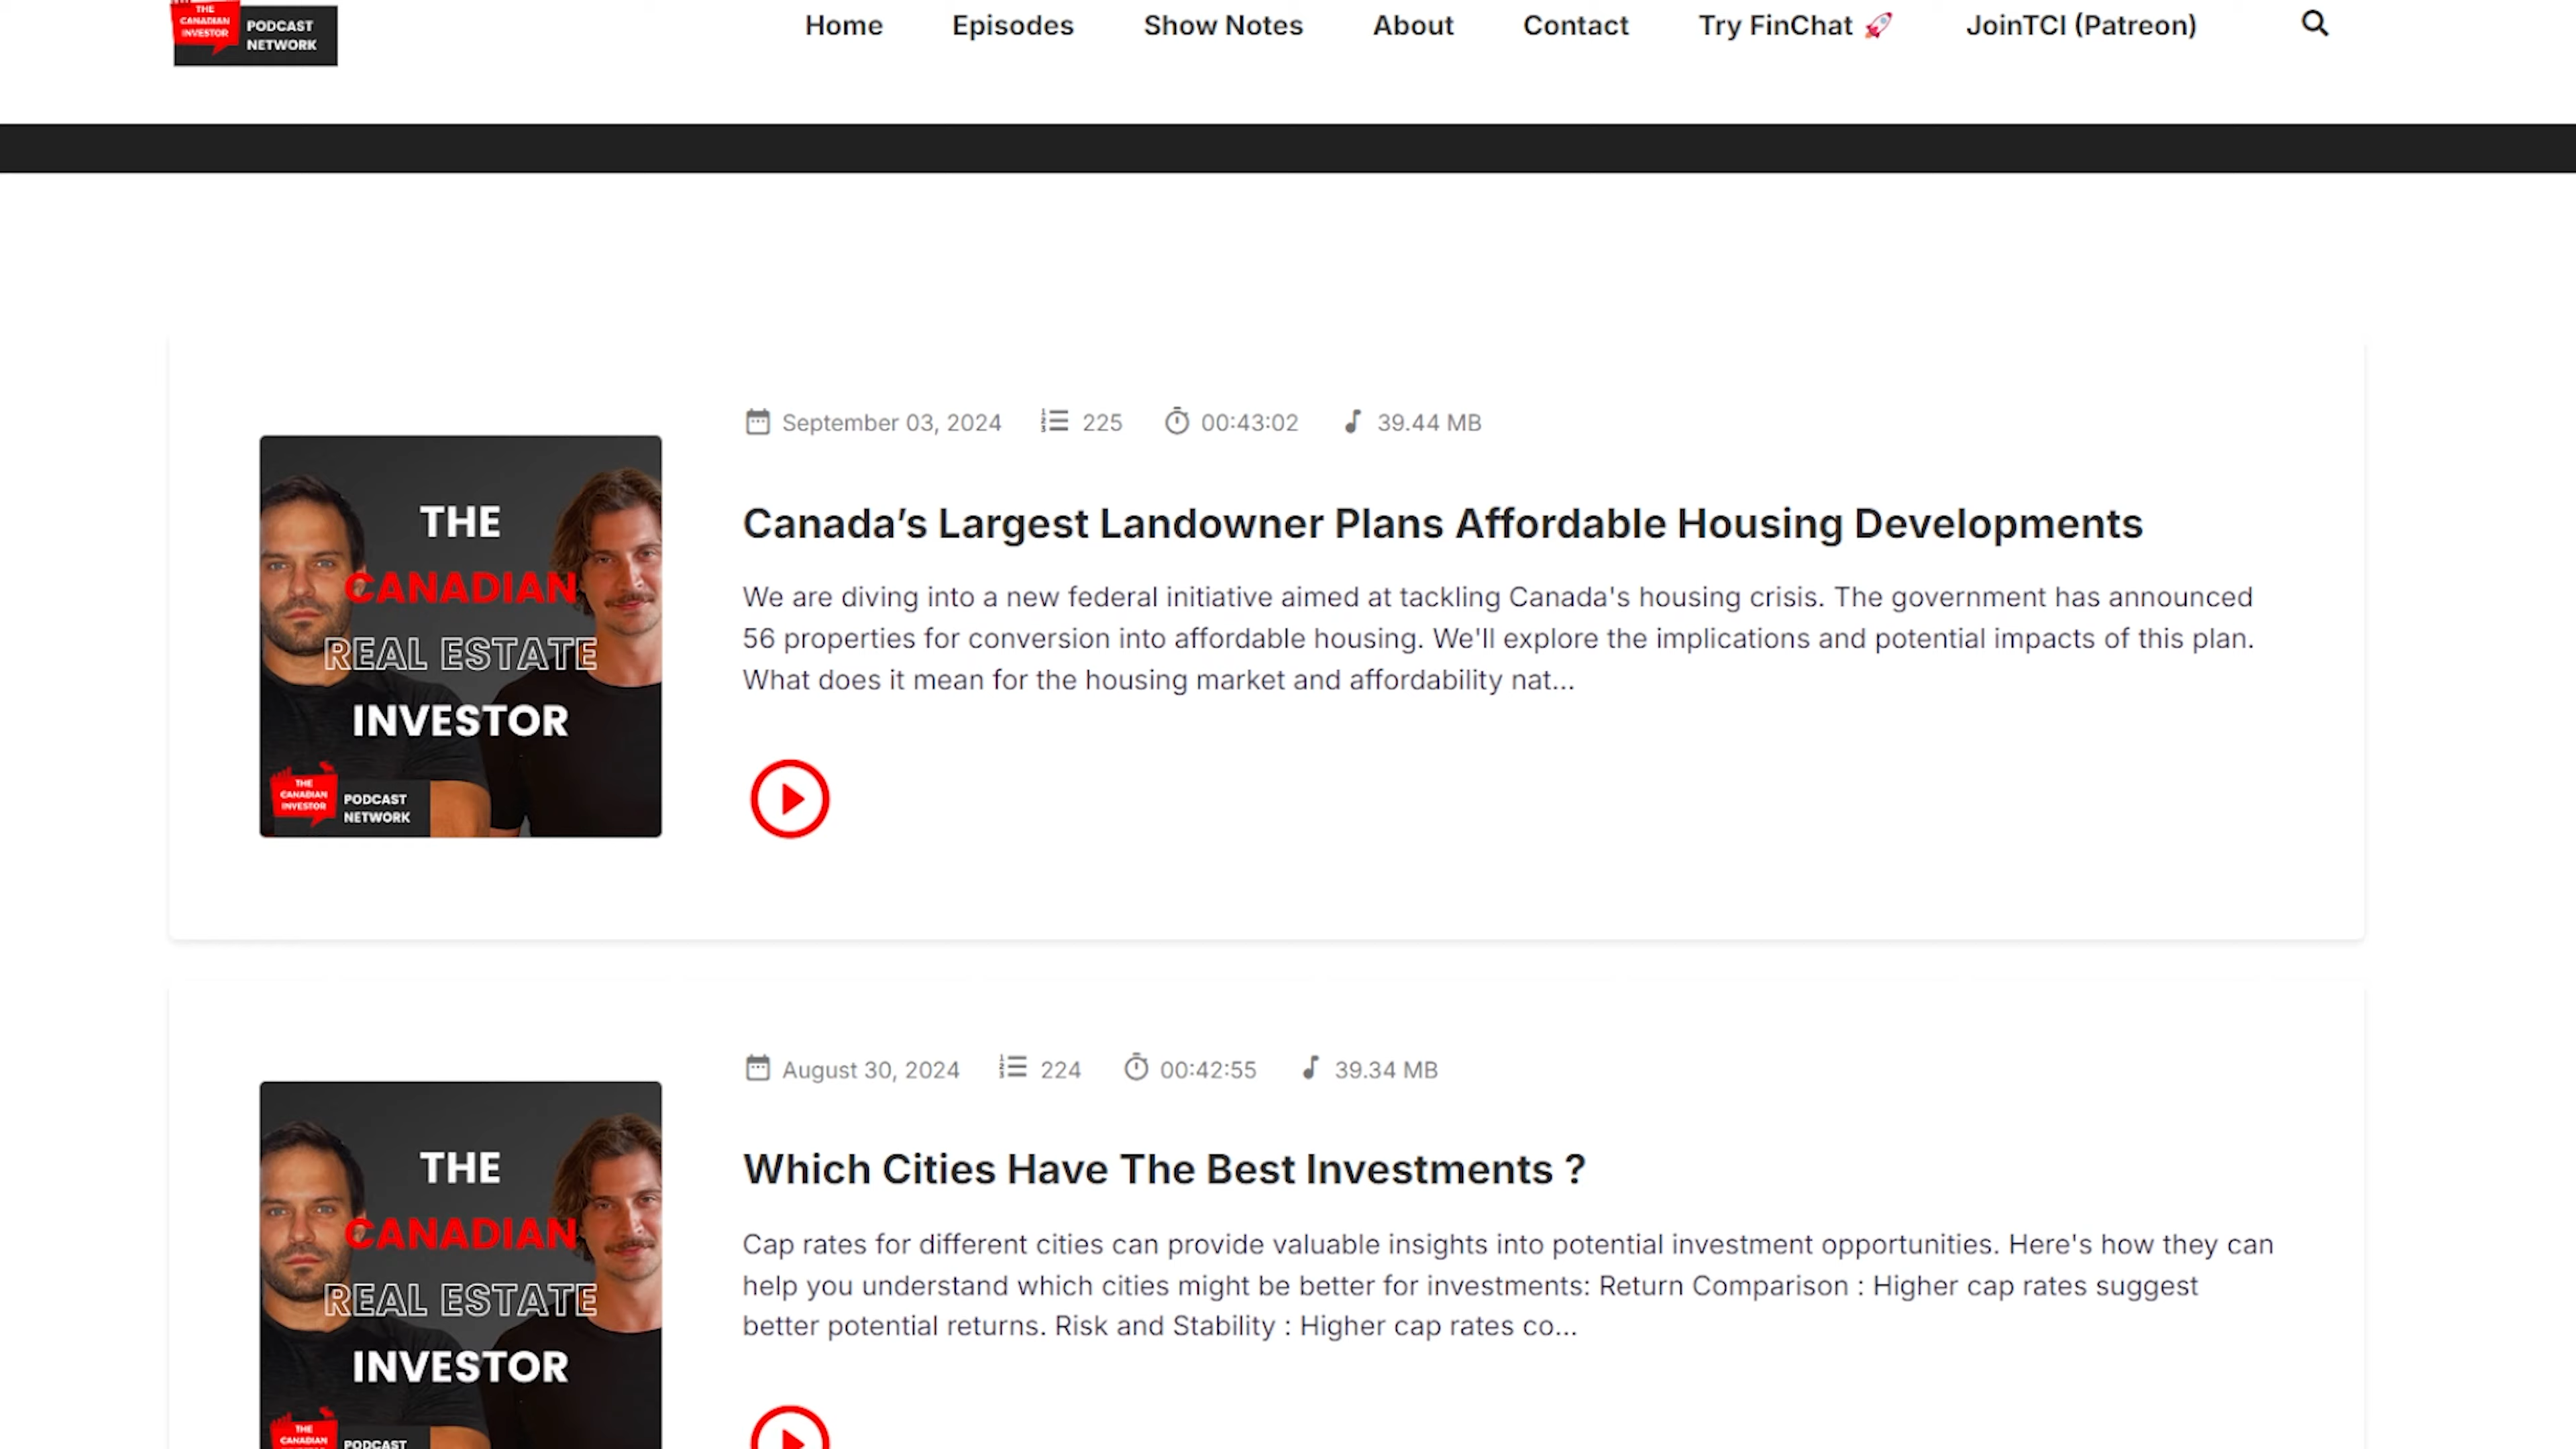 THE
CANADIAN
INVESTOR
PODCAST
NETWORK
Home Episodes Show Notes About Contact Try FinChat 🚀 JoinTCI (Patreon)
THE
CANADIAN
REAL ESTATE
INVESTOR
THE
CANADIAN
INVESTOR
PODCAST
NETWORK
September 03, 2024 225 00:43:02 39.44 MB
Canada’s Largest Landowner Plans Affordable Housing Developments
We are diving into a new federal initiative aimed at tackling Canada's housing crisis. The government has announced
56 properties for conversion into affordable housing. We'll explore the implications and potential impacts of this plan.
What does it mean for the housing market and affordability nat...
THE
CANADIAN
REAL ESTATE
INVESTOR
THE
CANADIAN
PODCAST
August 30, 2024 224 00:42:55 39.34 MB
Which Cities Have The Best Investments ?
Cap rates for different cities can provide valuable insights into potential investment opportunities. Here's how they can
help you understand which cities might be better for investments: Return Comparison : Higher cap rates suggest
better potential returns. Risk and Stability : Higher cap rates co...